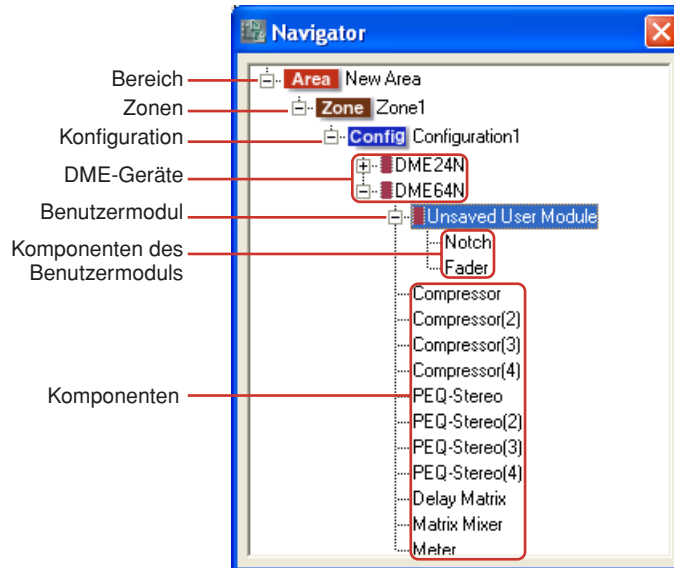 Navigator
Bereich
Area New Area
Zonen
Zone Zone1
Konfiguration
Config Configuration1
DME-Geräte
DME24N
DME64N
Benutzermodul
Unsaved User Module
Komponenten des
Benutzermoduls
Notch
Fader
Komponenten
Compressor
Compressor(2)
Compressor(3)
Compressor(4)
PEQ-Stereo
PEQ-Stereo(2)
PEQ-Stereo(3)
PEQ-Stereo(4)
Delay Matrix
Matrix Mixer
Meter